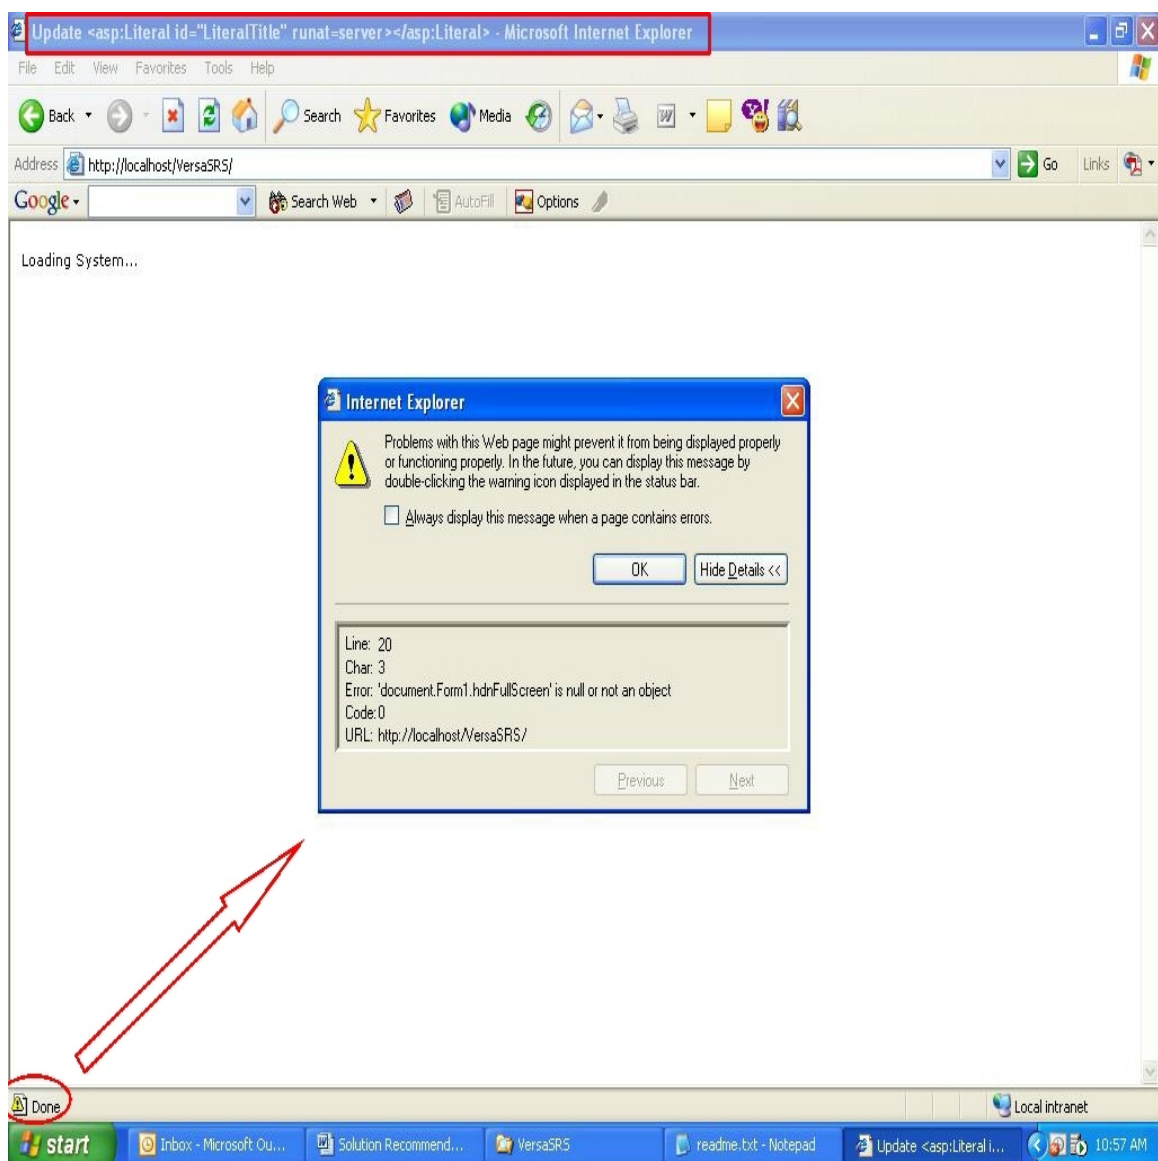 Update <asp:Literal id="LiteralTitle" runat=server></asp:Literal> - Microsoft Internet Explorer
File Edit View Favorites Tools Help
Back Search Favorites Media
Address http://localhost/VersaSRS/ Go Links
Google Search Web AutoFill Options
Loading System...
Internet Explorer
Problems with this Web page might prevent it from being displayed properly
or functioning properly. In the future, you can display this message by
double-clicking the warning icon displayed in the status bar.
Always display this message when a page contains errors.
OK Hide Details <<
Line: 20
Char: 3
Error: 'document.Form1.hdnFullScreen' is null or not an object
Code: 0
URL: http://localhost/VersaSRS/
Previous Next
Done Local intranet
start Inbox - Microsoft Ou... Solution Recommend... VersaSRS readme.txt - Notepad Update <asp:Literal i... 10:57 AM